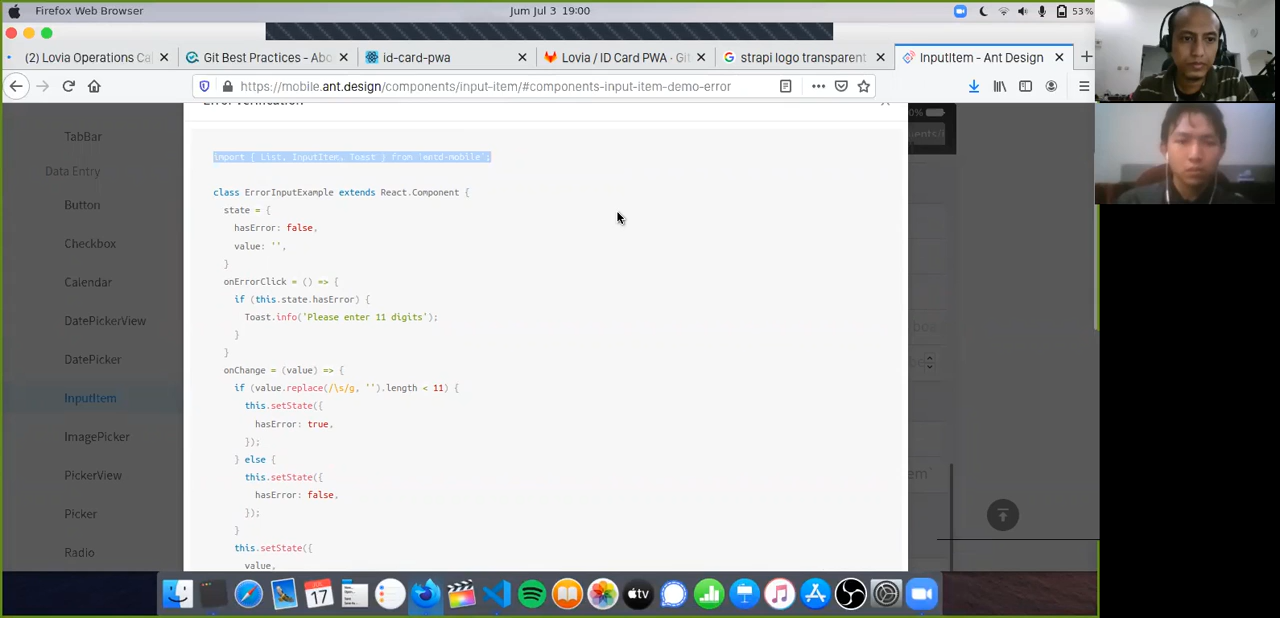 Firefox Web Browser
Jum Jul 3 19:00
53%
(2) Lovia Operations Ca
Git Best Practices – Abo
id-card-pwa
Lovia / ID Card PWA · Git
strapi logo transparent
InputItem - Ant Design
https://mobile.ant.design/components/input-item/#components-input-item-demo-error
TabBar
Data Entry
Button
Checkbox
Calendar
DatePickerView
DatePicker
InputItem
ImagePicker
PickerView
Picker
Radio
import { List, InputItem, Toast } from 'antd-mobile';
class ErrorInputExample extends React.Component {
state = {
hasError: false,
value: '',
}
onErrorClick = () => {
if (this.state.hasError) {
Toast.info('Please enter 11 digits');
}
}
onChange = (value) => {
if (value.replace(/\s/g, '').length < 11) {
this.setState({
hasError: true,
});
} else {
this.setState({
hasError: false,
});
}
this.setState({
value,
17
tv